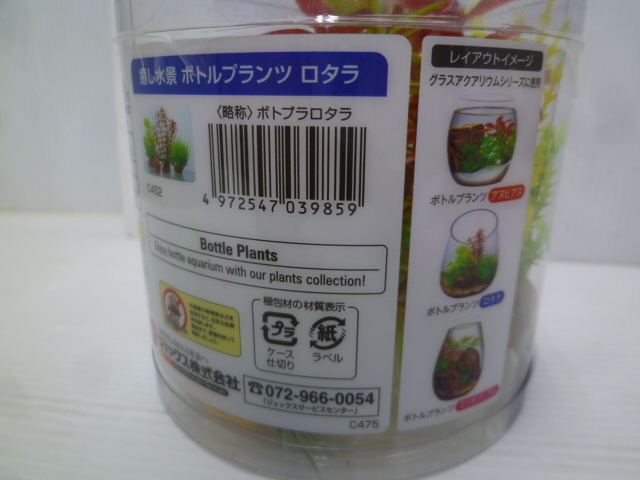 癒し水景 ボトルプランツ ロタラ
〈略称〉ボトプラロタラ
C452
4 972547 039859
Bottle Plants
Enjoy bottle aquarium with our plants collection!
梱包材の材質表示
プラ
紙
ケース
仕切り
ラベル
ジェックス株式会社
☎072-966-0054
「ジェックスサービスセンター」
C475
レイアウトイメージ
グラスアクアリウムシリーズに使用
ボトルプランツ アヌビアス
ボトルプランツ ロタラ
ボトルプランツ